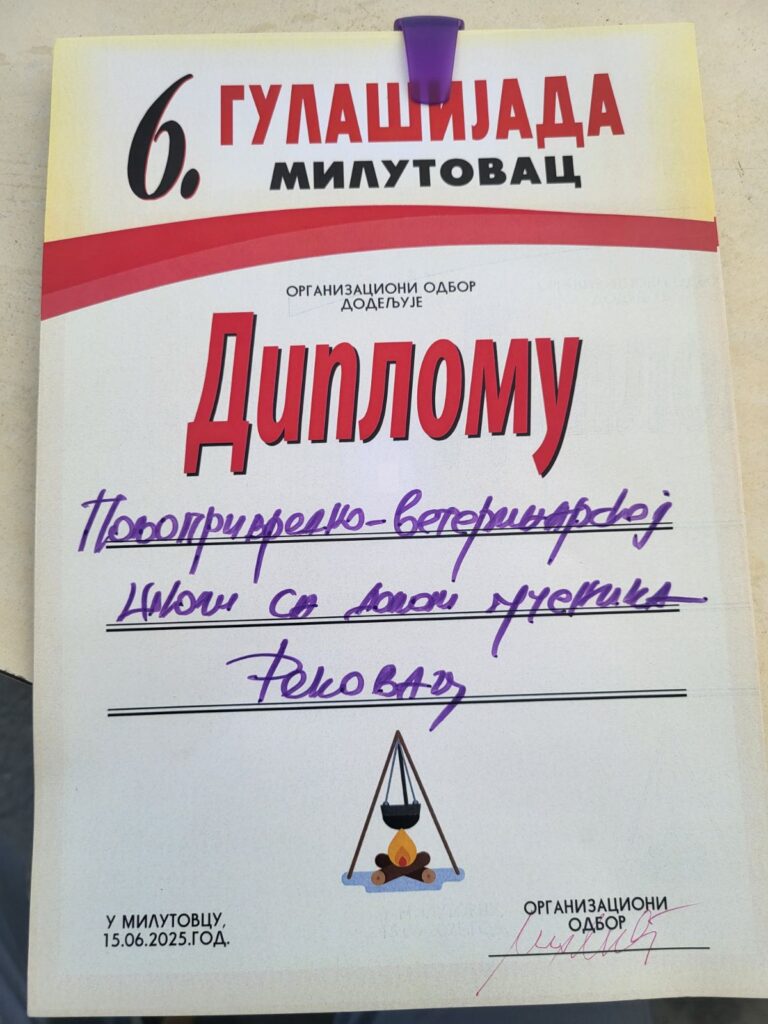 6. ГУЛАШИЈАДА
МИЛУТОВАЦ
ОРГАНИЗАЦИОНИ ОДБОР
ДОДЕЉУЈЕ
Диплому
Пољопривредно-ветеринарској
школи са домом ученика
Рековац
У МИЛУТОВЦУ,
15.06.2025.ГОД.
ОРГАНИЗАЦИОНИ
ОДБОР